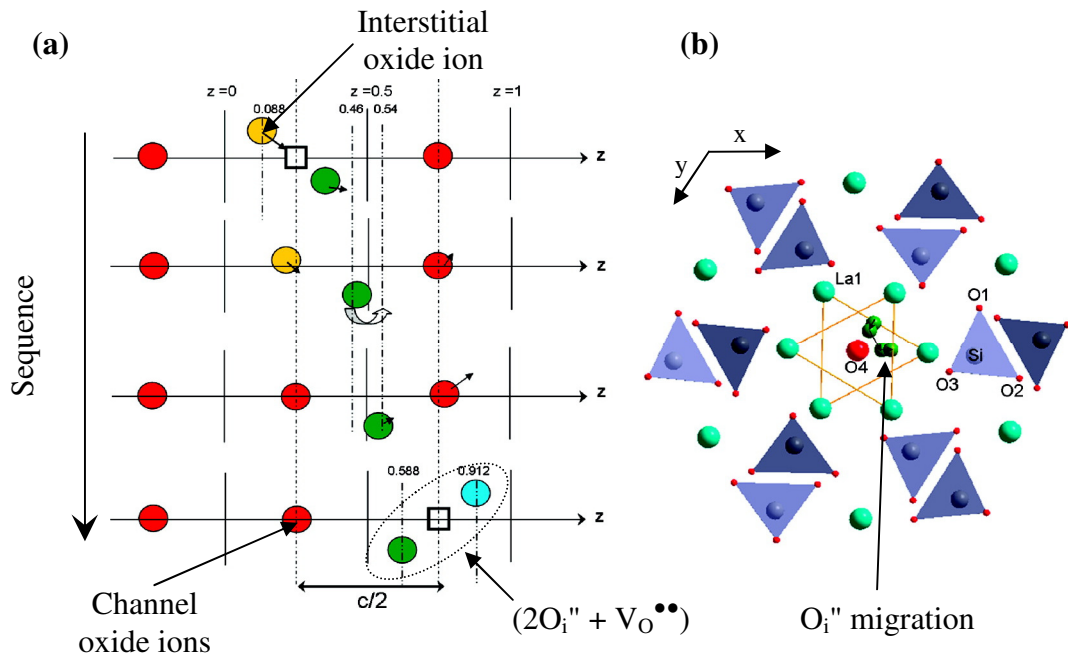 (a)
Interstitial
oxide ion
z =0
z =0.5
z =1
0.088
0.46
0.54
z
z
z
0.588
0.912
z
Sequence
c/2
Channel
oxide ions
(2Oᵢ" + V_O^••)
(b)
x
y
La1
O1
Si
O4
O3
O2
Oᵢ" migration